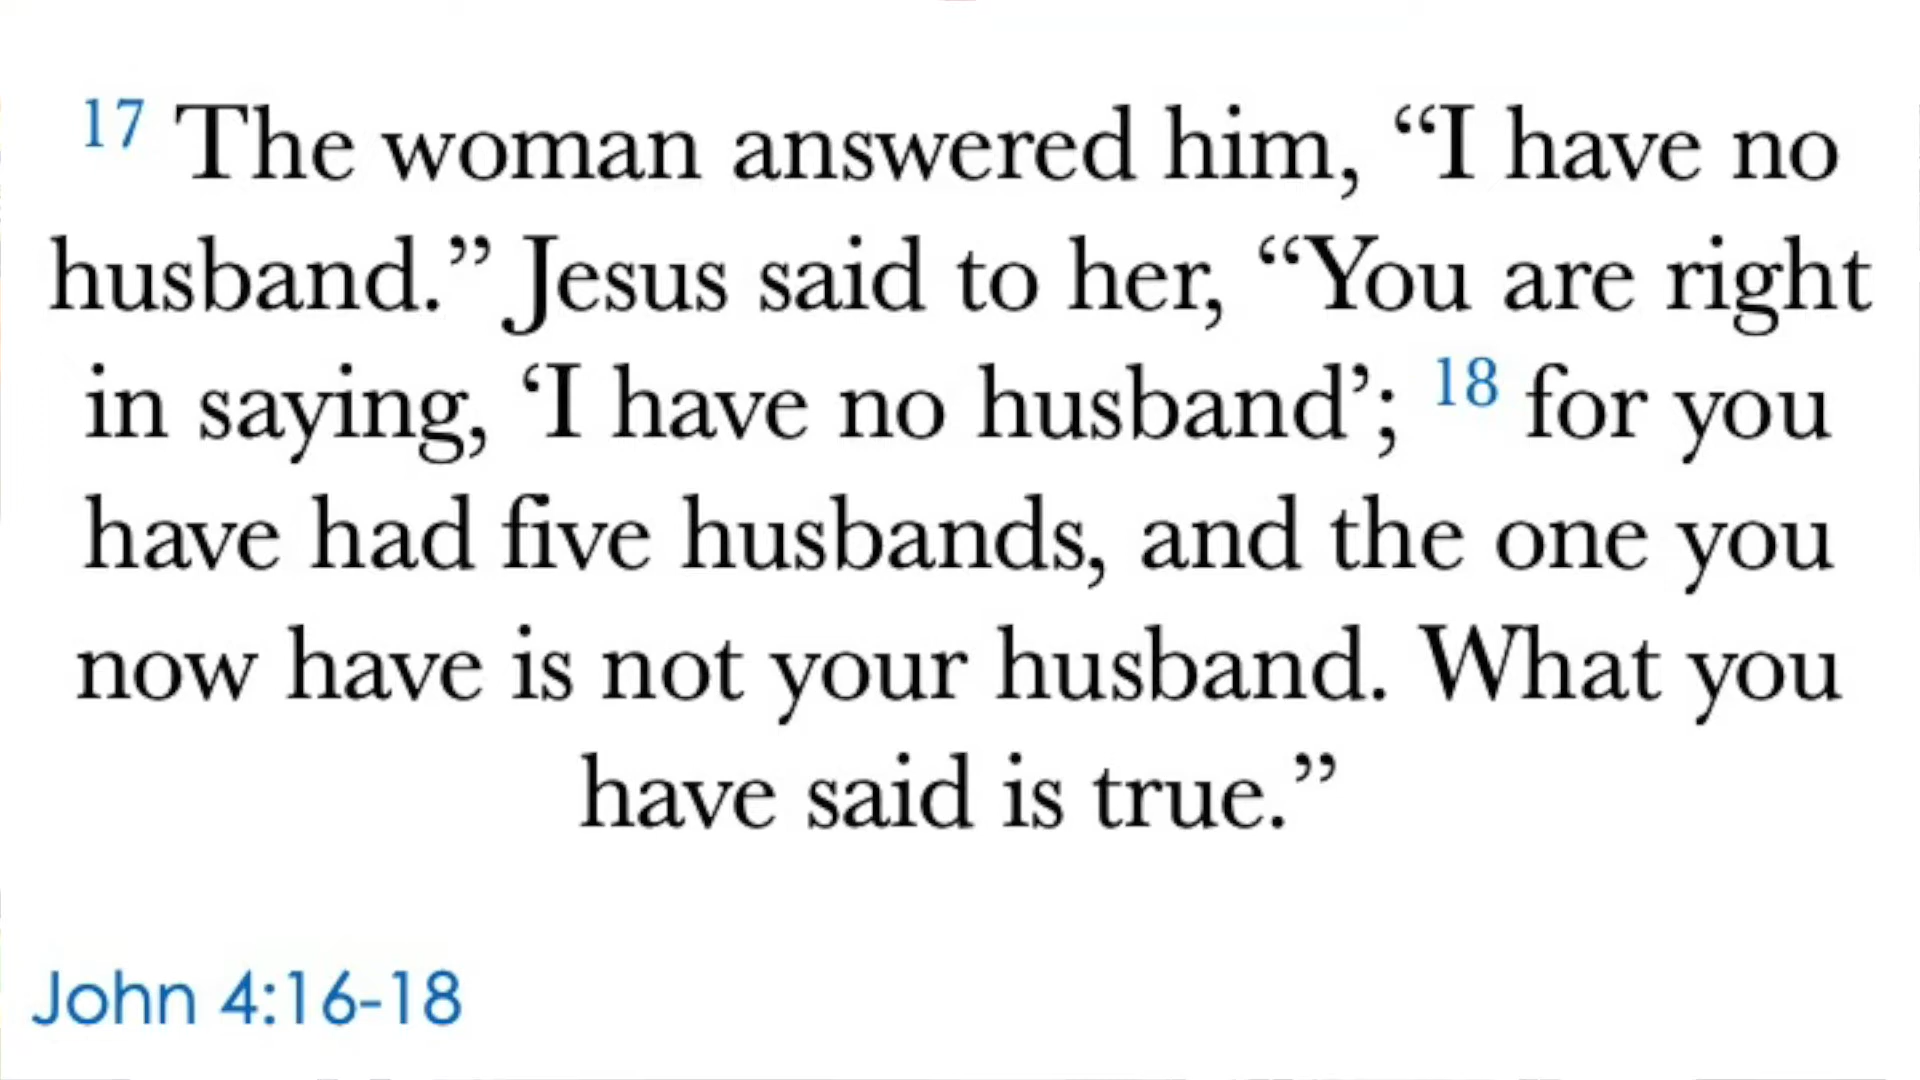 17 The woman answered him, “I have no
husband.” Jesus said to her, “You are right
in saying, ‘I have no husband’; 18 for you
have had five husbands, and the one you
now have is not your husband. What you
have said is true.”
John 4:16-18